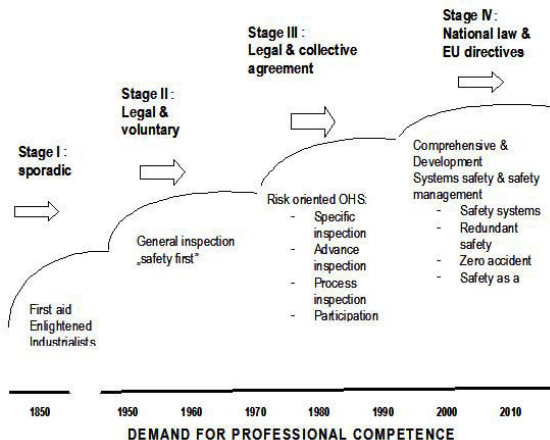 Stage I :
sporadic
First aid
Enlightened
Industrialists
Stage II :
Legal &
voluntary
General inspection
„safety first”
Stage III :
Legal & collective
agreement
Risk oriented OHS:
- Specific
inspection
- Advance
inspection
- Process
inspection
- Participation
Stage IV :
National law &
EU directives
Comprehensive &
Development
Systems safety & safety
management
- Safety systems
- Redundant
safety
- Zero accident
- Safety as a
1850 1950 1960 1970 1980 1990 2000 2010
DEMAND FOR PROFESSIONAL COMPETENCE